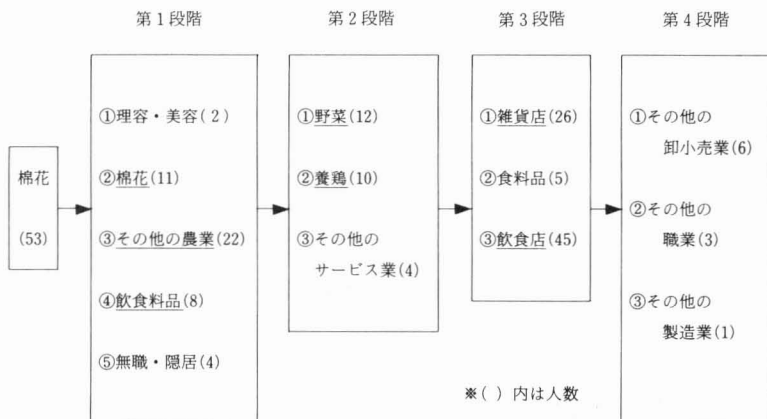 第1段階
第2段階
第3段階
第4段階
棉花
(53)
①理容・美容(2)
②棉花(11)
③その他の農業(22)
④飲食料品(8)
⑤無職・隠居(4)
①野菜(12)
②養鶏(10)
③その他の
サービス業(4)
①雑貨店(26)
②食料品(5)
③飲食店(45)
①その他の
卸小売業(6)
②その他の
職業(3)
③その他の
製造業(1)
※( )内は人数